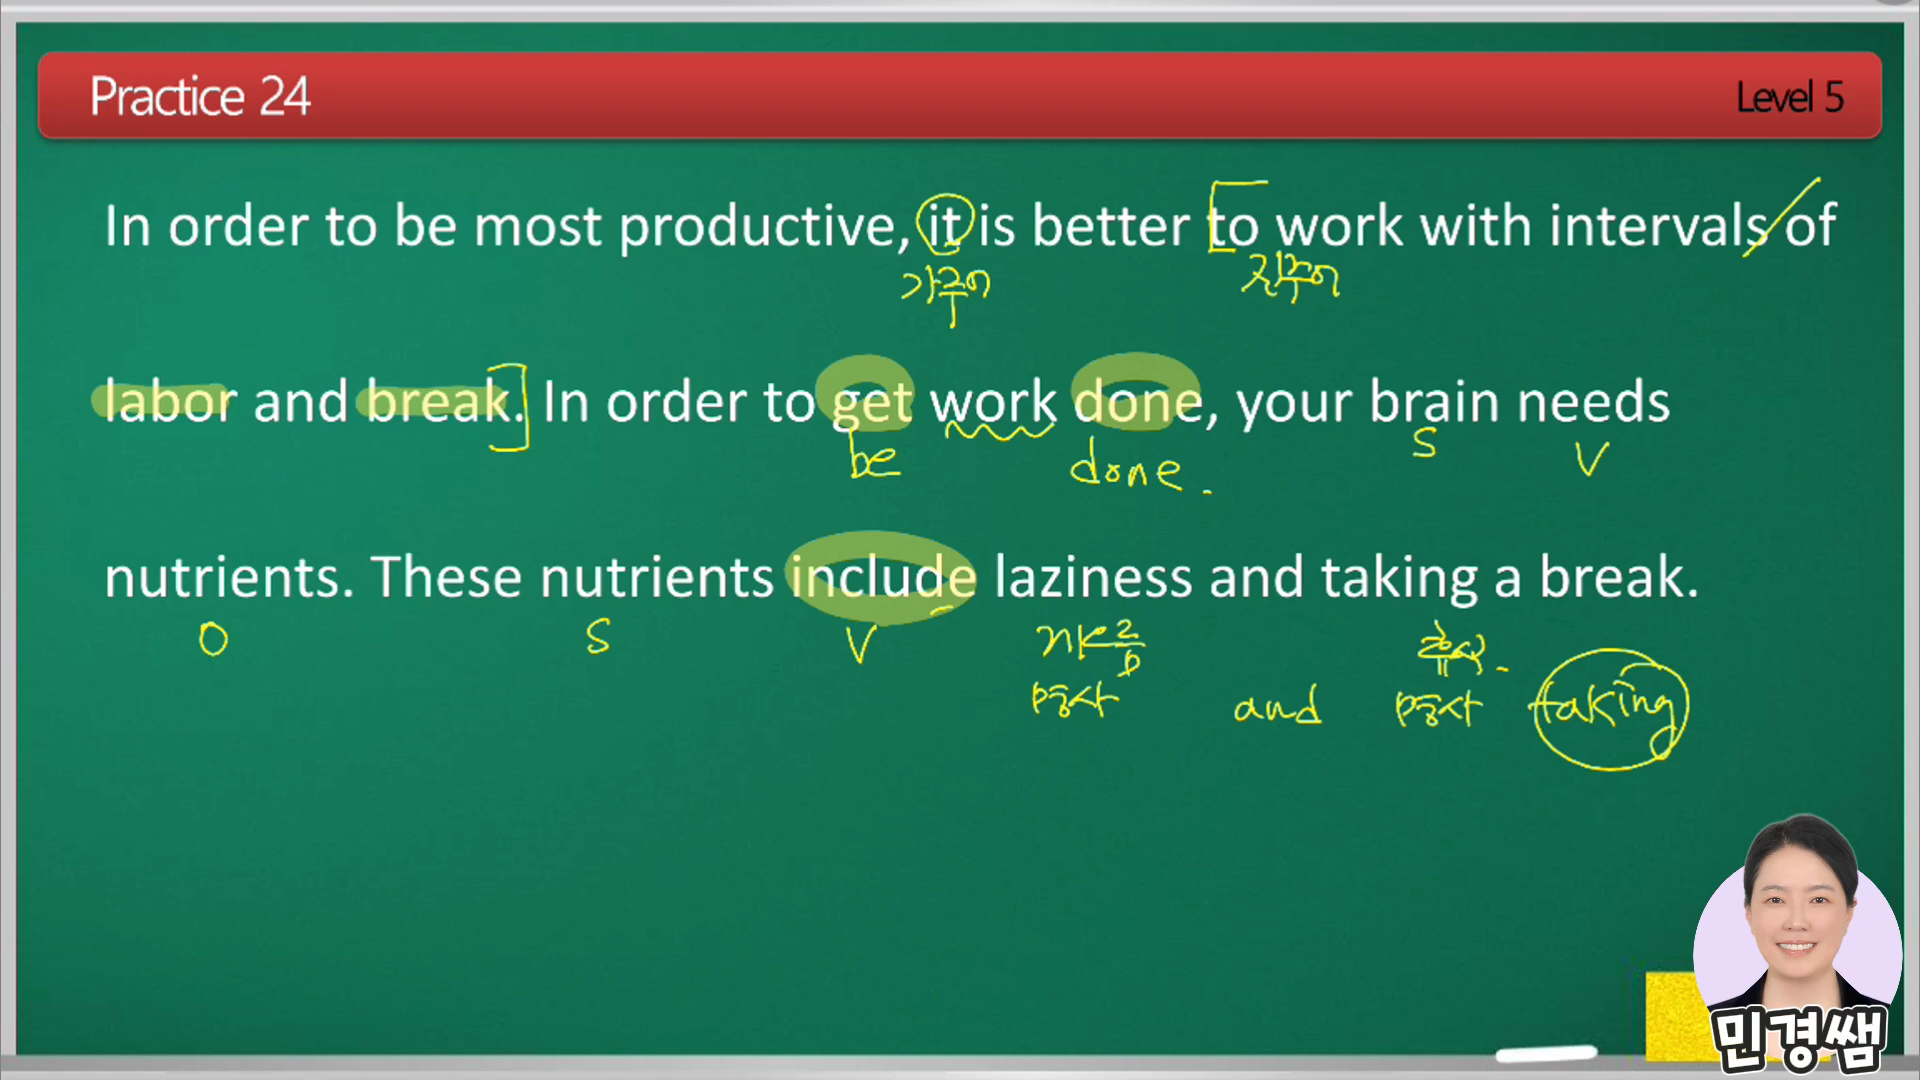 Practice 24
Level 5
In order to be most productive, it is better to work with intervals of
가주어
진주어
labor and break. In order to get work done, your brain needs
be
done.
S
V
nutrients. These nutrients include laziness and taking a break.
O
S
V
게으름
휴식.
명사
and
명사
taking
민경쌤